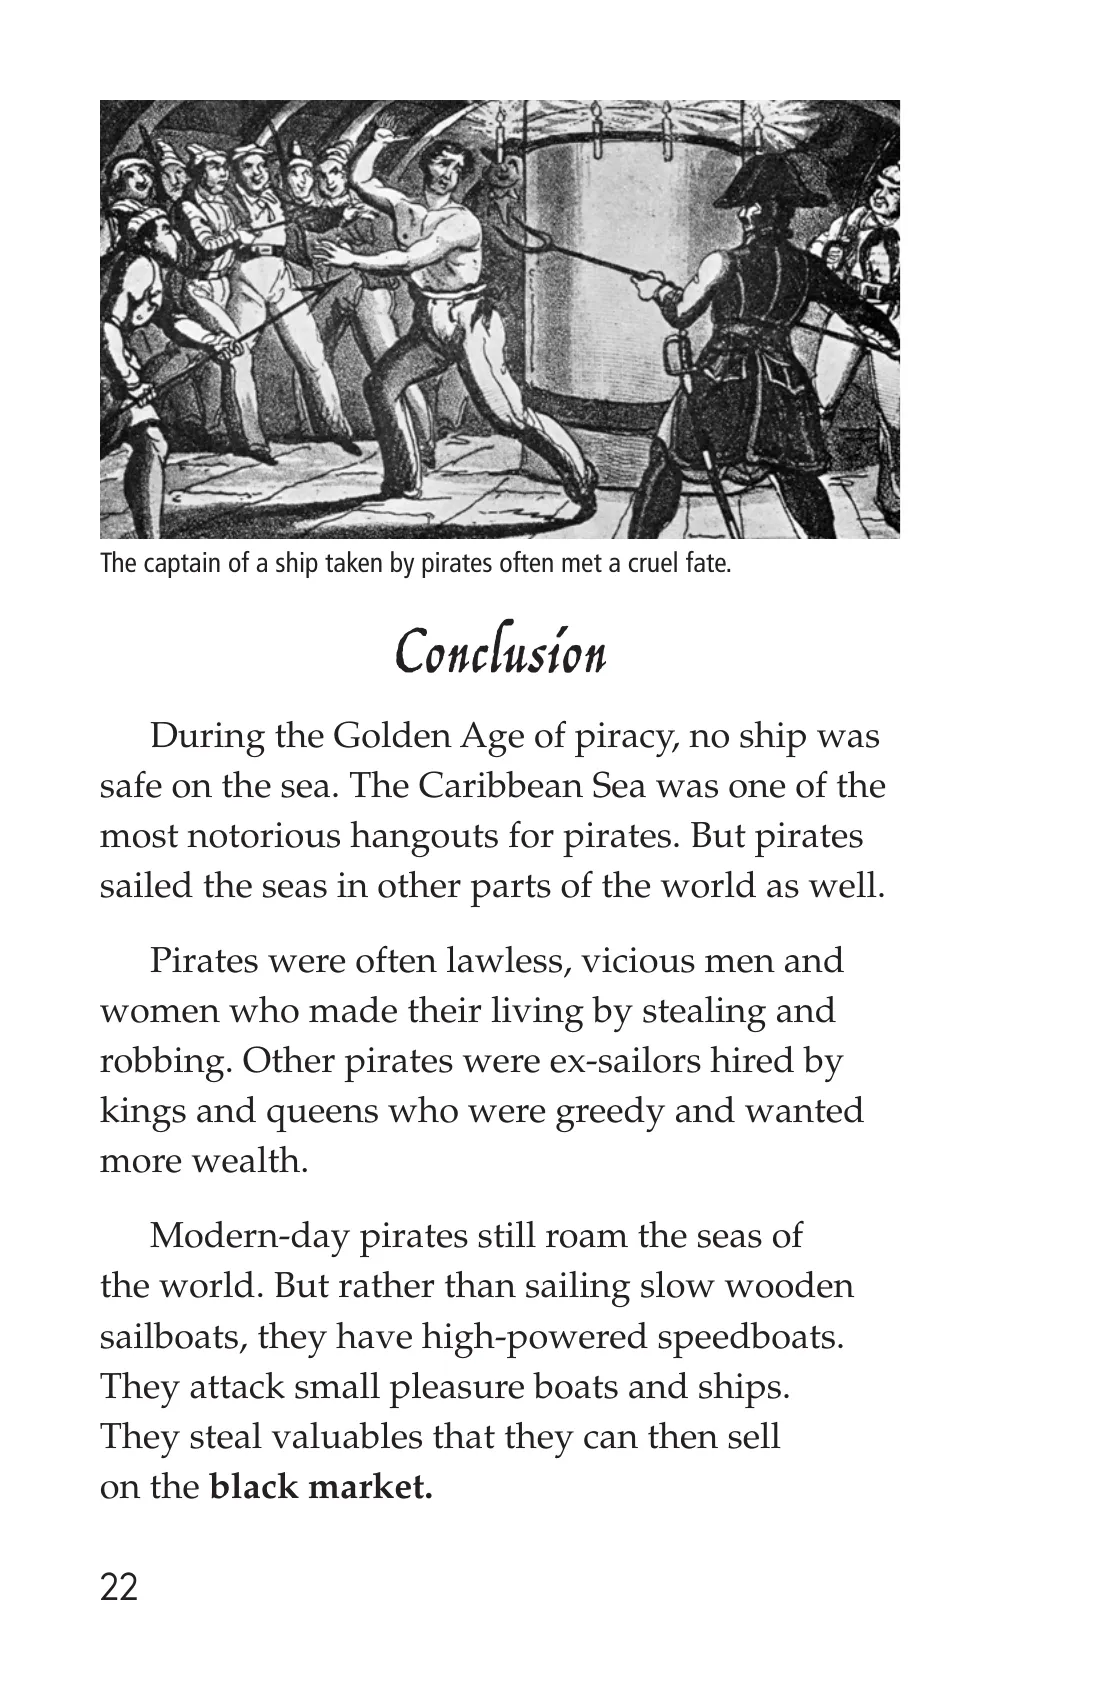 The captain of a ship taken by pirates often met a cruel fate.
Conclusion
During the Golden Age of piracy, no ship was
safe on the sea. The Caribbean Sea was one of the
most notorious hangouts for pirates. But pirates
sailed the seas in other parts of the world as well.
Pirates were often lawless, vicious men and
women who made their living by stealing and
robbing. Other pirates were ex-sailors hired by
kings and queens who were greedy and wanted
more wealth.
Modern-day pirates still roam the seas of
the world. But rather than sailing slow wooden
sailboats, they have high-powered speedboats.
They attack small pleasure boats and ships.
They steal valuables that they can then sell
on the black market.
22